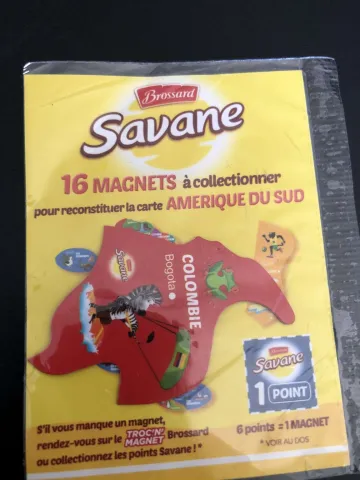 Brossard
Savane
16 MAGNETS à collectionner
pour reconstituer la carte AMERIQUE DU SUD
Savane
COLOMBIE
Bogota
Brossard
Savane
1 POINT
S'il vous manque un magnet,
rendez-vous sur le TROC'N' MAGNET Brossard
ou collectionnez les points Savane ! *
6 points = 1 MAGNET
* VOIR AU DOS